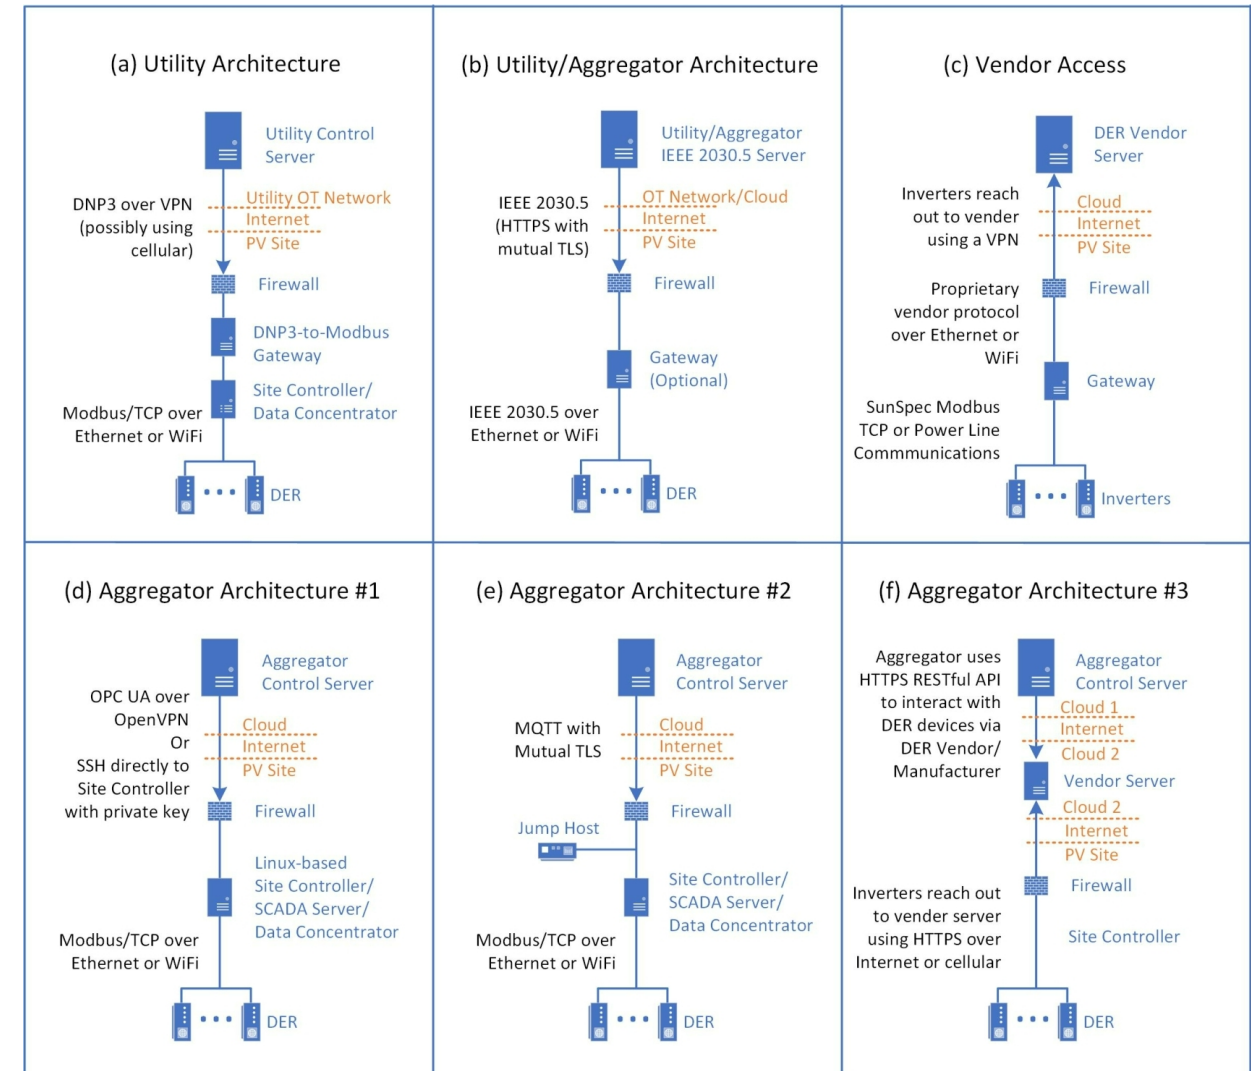 (a) Utility Architecture
Utility Control
Server
DNP3 over VPN
(possibly using
cellular)
Utility OT Network
Internet
PV Site
Firewall
DNP3-to-Modbus
Gateway
Site Controller/
Data Concentrator
Modbus/TCP over
Ethernet or WiFi
DER
(b) Utility/Aggregator Architecture
Utility/Aggregator
IEEE 2030.5 Server
IEEE 2030.5
(HTTPS with
mutual TLS)
OT Network/Cloud
Internet
PV Site
Firewall
Gateway
(Optional)
IEEE 2030.5 over
Ethernet or WiFi
DER
(c) Vendor Access
DER Vendor
Server
Inverters reach
out to vender
using a VPN
Cloud
Internet
PV Site
Firewall
Proprietary
vendor protocol
over Ethernet or
WiFi
Gateway
SunSpec Modbus
TCP or Power Line
Commmunications
Inverters
(d) Aggregator Architecture #1
Aggregator
Control Server
OPC UA over
OpenVPN
Or
SSH directly to
Site Controller
with private key
Cloud
Internet
PV Site
Firewall
Linux-based
Site Controller/
SCADA Server/
Data Concentrator
Modbus/TCP over
Ethernet or WiFi
DER
(e) Aggregator Architecture #2
Aggregator
Control Server
MQTT with
Mutual TLS
Cloud
Internet
PV Site
Firewall
Jump Host
Site Controller/
SCADA Server/
Data Concentrator
Modbus/TCP over
Ethernet or WiFi
DER
(f) Aggregator Architecture #3
Aggregator uses
HTTPS RESTful API
to interact with
DER devices via
DER Vendor/
Manufacturer
Aggregator
Control Server
Cloud 1
Internet
Cloud 2
Vendor Server
Cloud 2
Internet
PV Site
Firewall
Inverters reach out
to vender server
using HTTPS over
Internet or cellular
Site Controller
DER